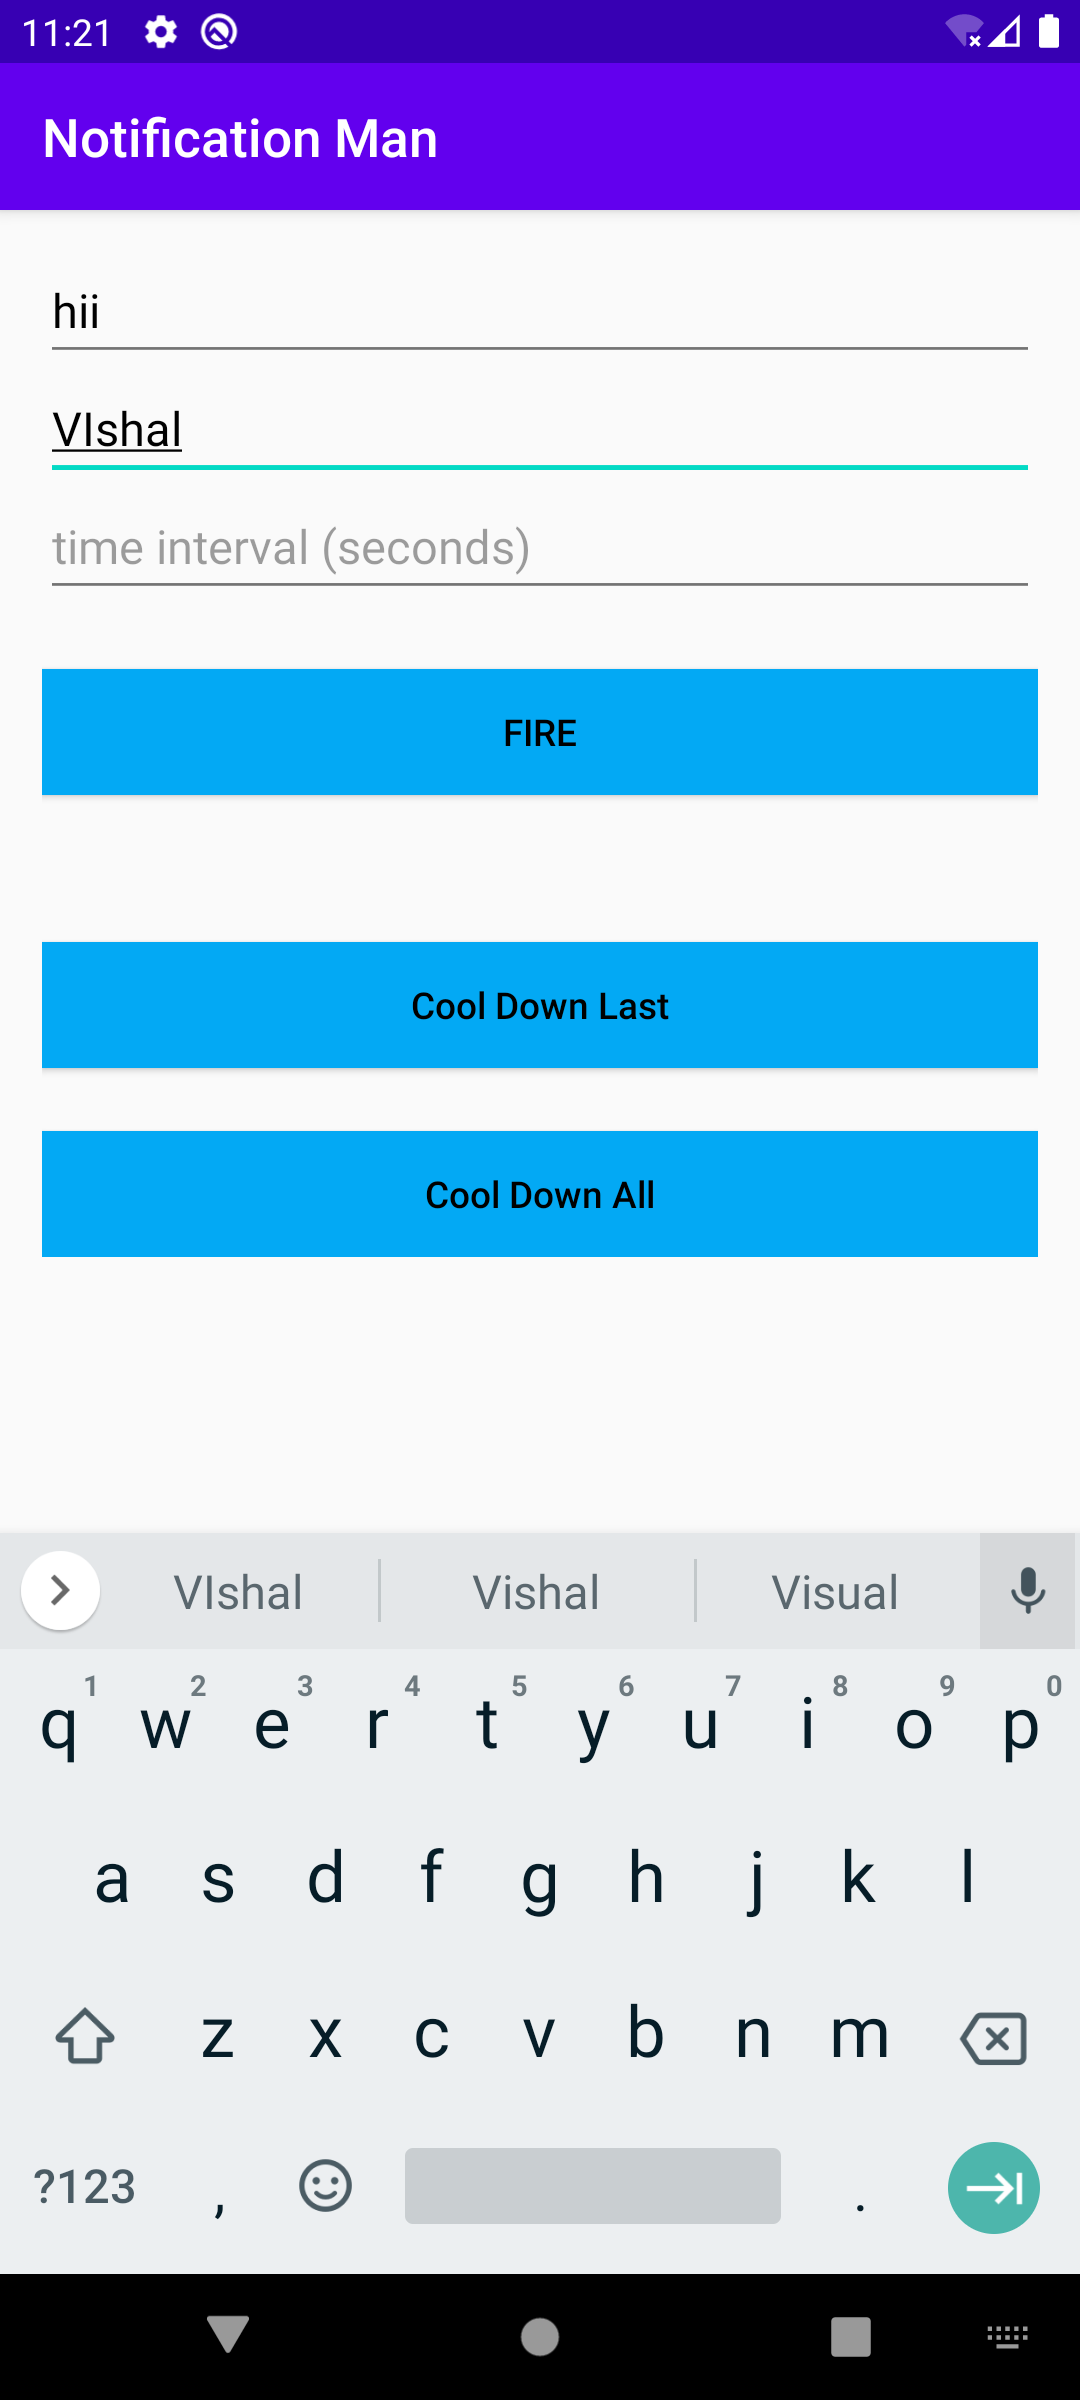 11:21
Notification Man
hii
VIshal
time interval (seconds)
FIRE
Cool Down Last
Cool Down All
VIshal Vishal Visual
1 2 3 4 5 6 7 8 9 0
q w e r t y u i o p
a s d f g h j k l
z x c v b n m
?123 , .